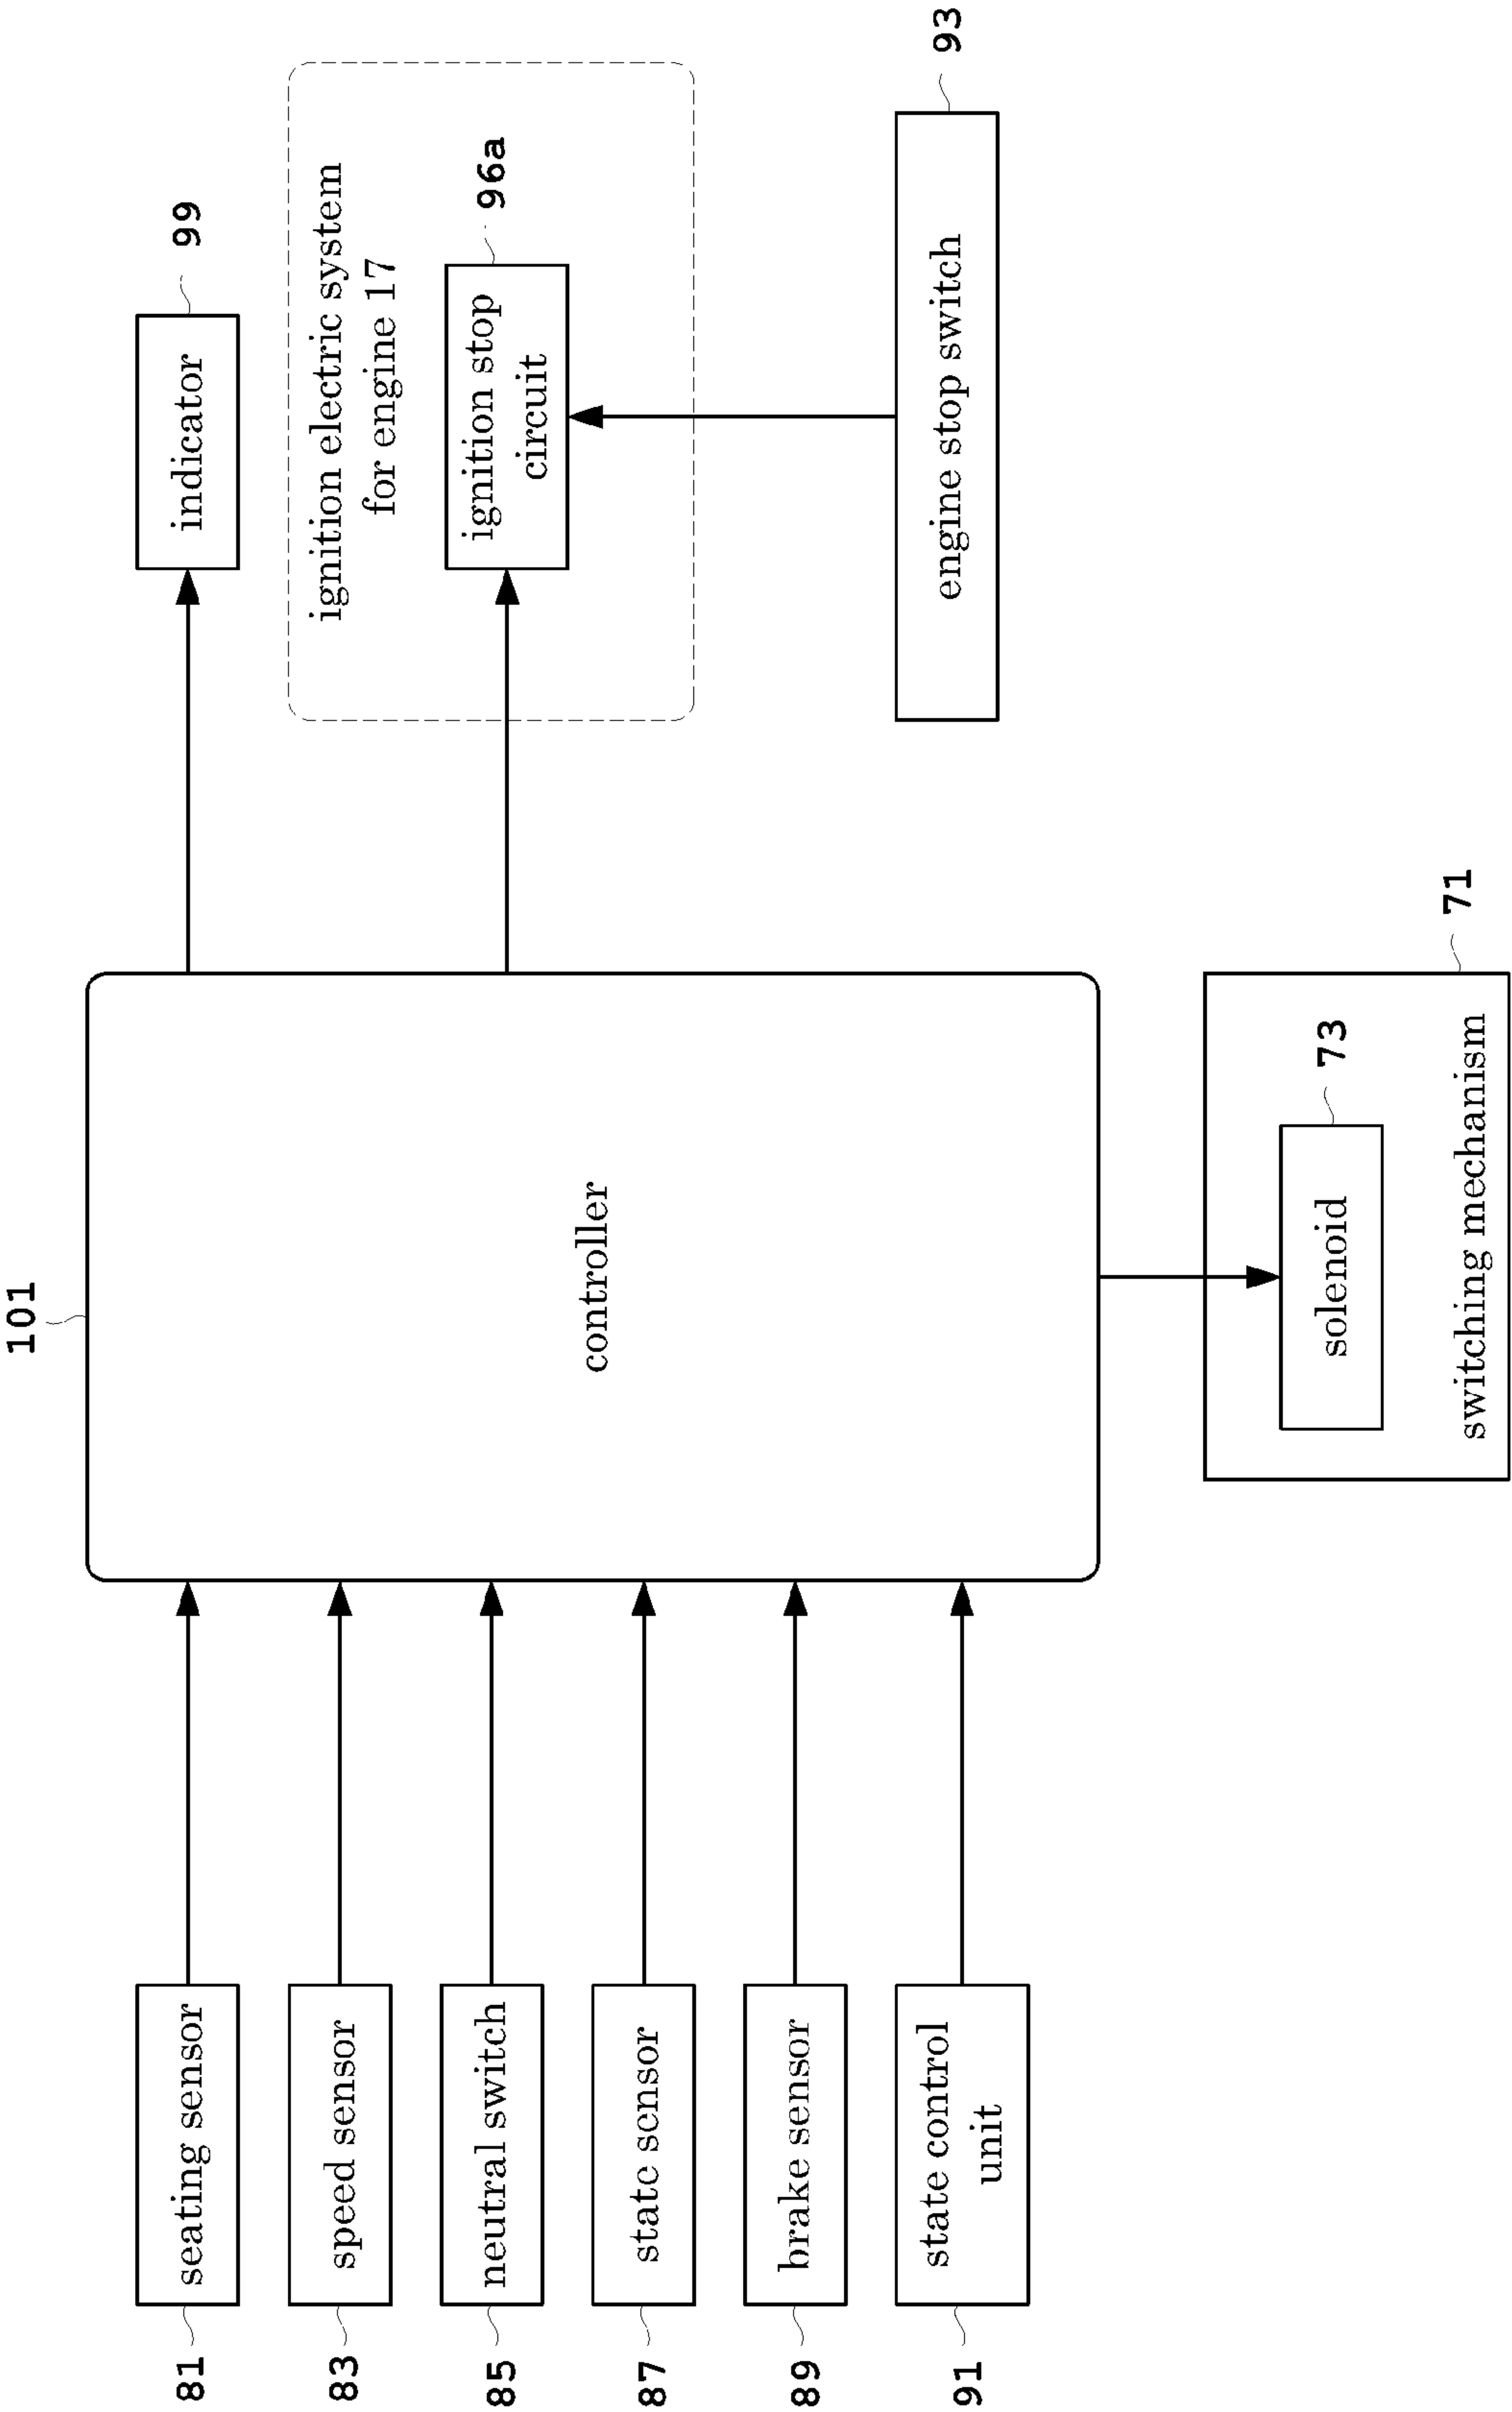 101
81
seating sensor
83
speed sensor
85
neutral switch
87
state sensor
89
brake sensor
91
state control
unit
controller
indicator
99
ignition electric system
for engine 17
ignition stop
circuit
96a
engine stop switch
93
solenoid
73
switching mechanism
71